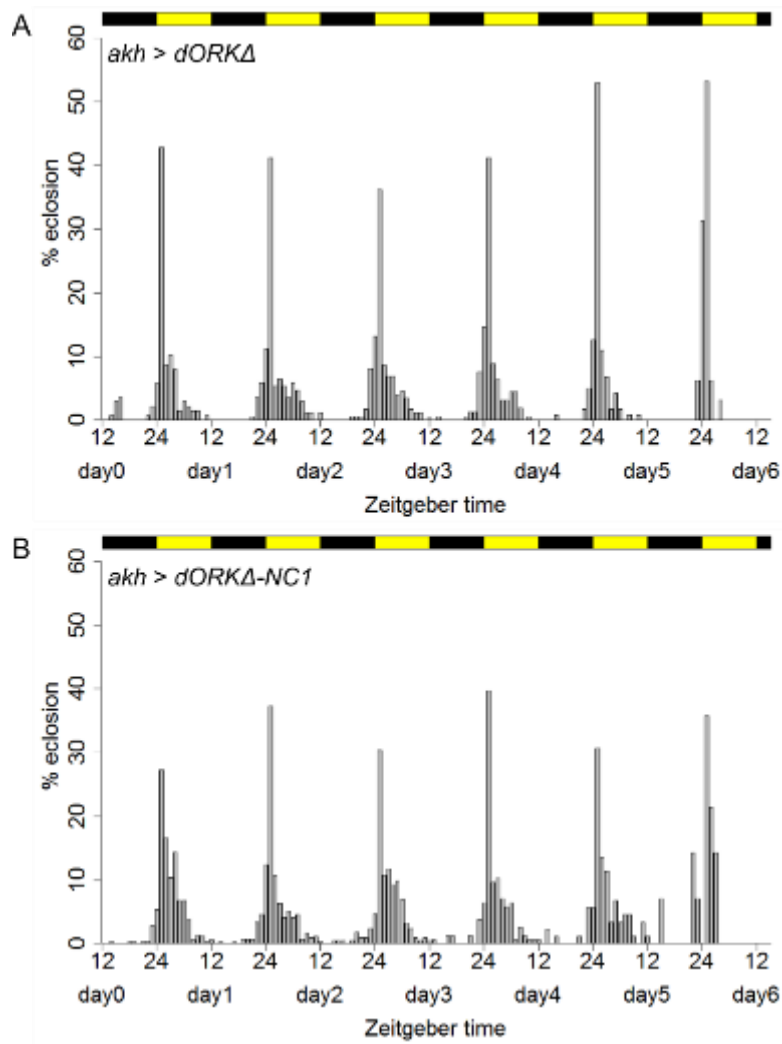 A
akh > dORKΔ
60
50
40
30
20
10
0
% eclosion
12 24 12 24 12 24 12 24 12 24 12 24 12
day0 day1 day2 day3 day4 day5 day6
Zeitgeber time
B
akh > dORKΔ-NC1
60
50
40
30
20
10
0
% eclosion
12 24 12 24 12 24 12 24 12 24 12 24 12
day0 day1 day2 day3 day4 day5 day6
Zeitgeber time